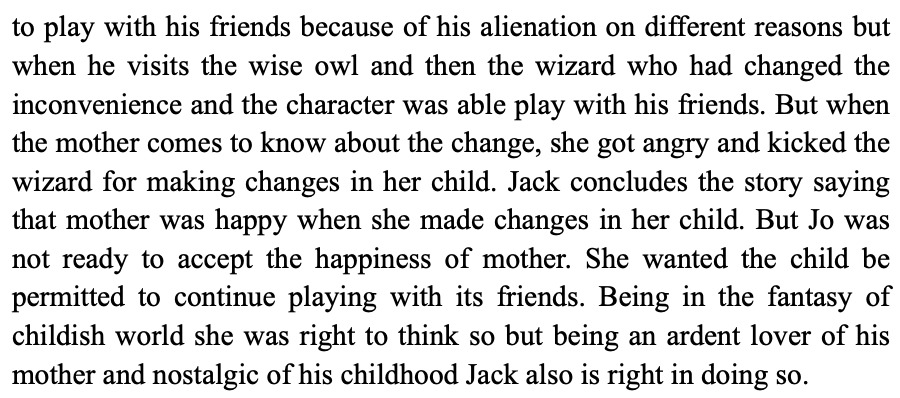 to play with his friends because of his alienation on different reasons but
when he visits the wise owl and then the wizard who had changed the
inconvenience and the character was able play with his friends. But when
the mother comes to know about the change, she got angry and kicked the
wizard for making changes in her child. Jack concludes the story saying
that mother was happy when she made changes in her child. But Jo was
not ready to accept the happiness of mother. She wanted the child be
permitted to continue playing with its friends. Being in the fantasy of
childish world she was right to think so but being an ardent lover of his
mother and nostalgic of his childhood Jack also is right in doing so.